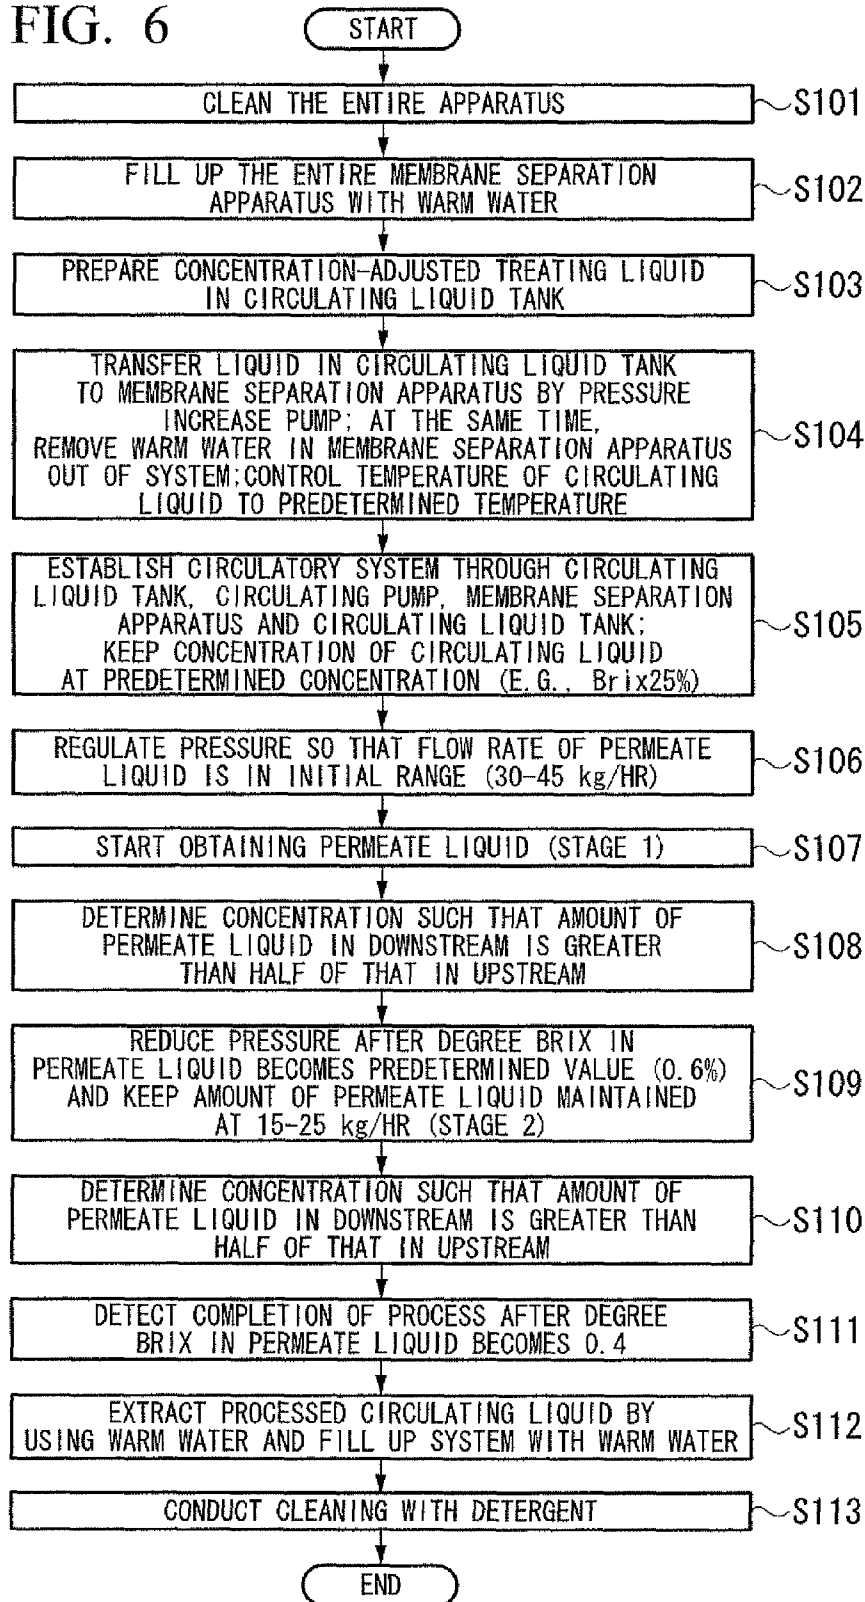 FIG. 6
START
CLEAN THE ENTIRE APPARATUS
S101
FILL UP THE ENTIRE MEMBRANE SEPARATION
APPARATUS WITH WARM WATER
S102
PREPARE CONCENTRATION-ADJUSTED TREATING LIQUID
IN CIRCULATING LIQUID TANK
S103
TRANSFER LIQUID IN CIRCULATING LIQUID TANK
TO MEMBRANE SEPARATION APPARATUS BY PRESSURE
INCREASE PUMP; AT THE SAME TIME,
REMOVE WARM WATER IN MEMBRANE SEPARATION APPARATUS
OUT OF SYSTEM;CONTROL TEMPERATURE OF CIRCULATING
LIQUID TO PREDETERMINED TEMPERATURE
S104
ESTABLISH CIRCULATORY SYSTEM THROUGH CIRCULATING
LIQUID TANK, CIRCULATING PUMP, MEMBRANE SEPARATION
APPARATUS AND CIRCULATING LIQUID TANK;
KEEP CONCENTRATION OF CIRCULATING LIQUID
AT PREDETERMINED CONCENTRATION (E.G., Brix25%)
S105
REGULATE PRESSURE SO THAT FLOW RATE OF PERMEATE
LIQUID IS IN INITIAL RANGE (30-45 kg/HR)
S106
START OBTAINING PERMEATE LIQUID (STAGE 1)
S107
DETERMINE CONCENTRATION SUCH THAT AMOUNT OF
PERMEATE LIQUID IN DOWNSTREAM IS GREATER
THAN HALF OF THAT IN UPSTREAM
S108
REDUCE PRESSURE AFTER DEGREE BRIX IN
PERMEATE LIQUID BECOMES PREDETERMINED VALUE (0.6%)
AND KEEP AMOUNT OF PERMEATE LIQUID MAINTAINED
AT 15-25 kg/HR (STAGE 2)
S109
DETERMINE CONCENTRATION SUCH THAT AMOUNT OF
PERMEATE LIQUID IN DOWNSTREAM IS GREATER THAN
HALF OF THAT IN UPSTREAM
S110
DETECT COMPLETION OF PROCESS AFTER DEGREE
BRIX IN PERMEATE LIQUID BECOMES 0.4
S111
EXTRACT PROCESSED CIRCULATING LIQUID BY
USING WARM WATER AND FILL UP SYSTEM WITH WARM WATER
S112
CONDUCT CLEANING WITH DETERGENT
S113
END